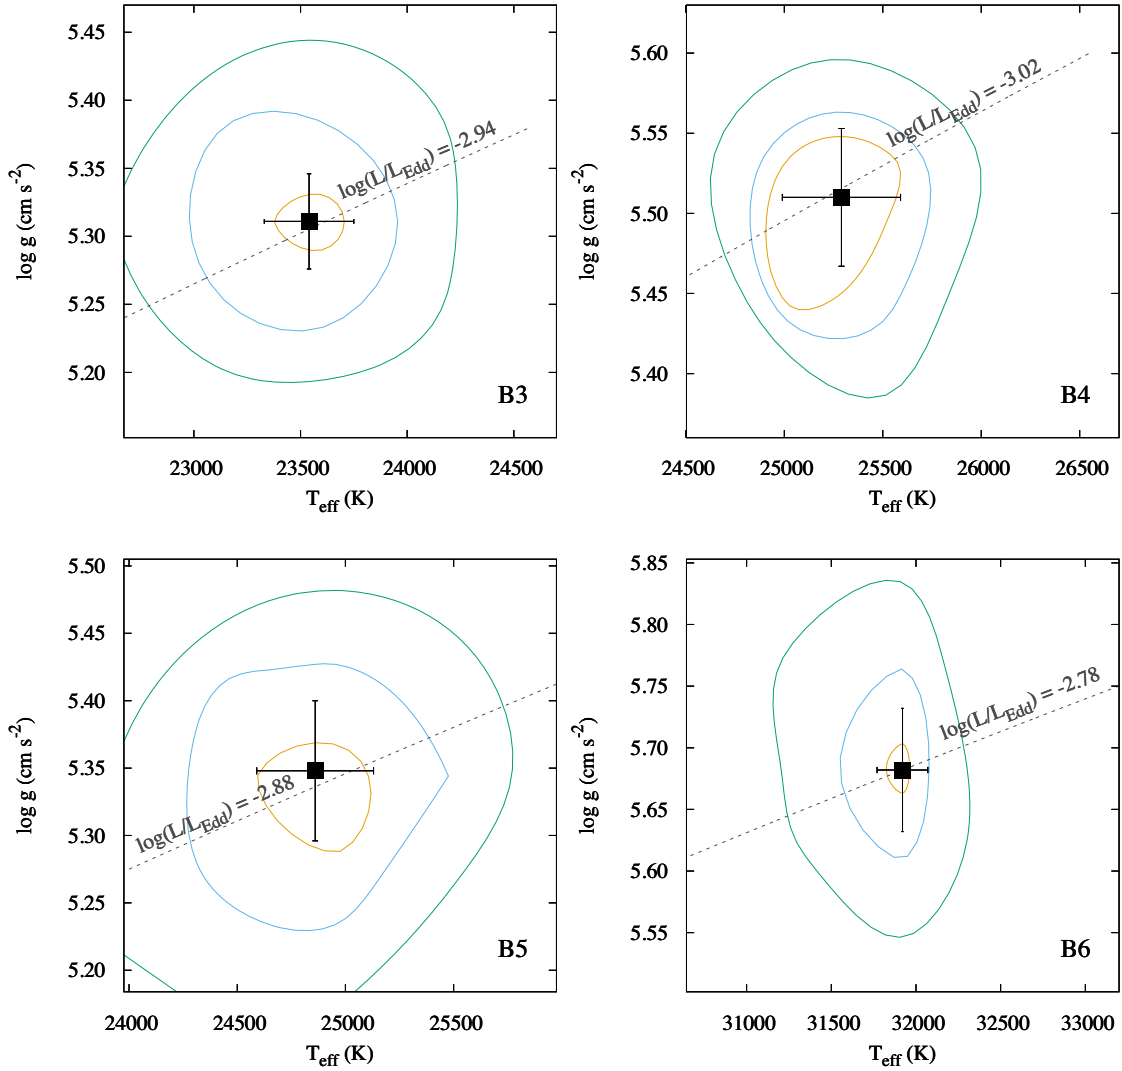 5.45
5.40
5.35
5.30
5.25
5.20
log g (cm s-2)
log(L/LEdd) = -2.94
B3
23000 23500 24000 24500
Teff (K)
5.60
5.55
5.50
5.45
5.40
log g (cm s-2)
log(L/LEdd) = -3.02
B4
24500 25000 25500 26000 26500
Teff (K)
5.50
5.45
5.40
5.35
5.30
5.25
5.20
log g (cm s-2)
log(L/LEdd) = -2.88
B5
24000 24500 25000 25500
Teff (K)
5.85
5.80
5.75
5.70
5.65
5.60
5.55
log g (cm s-2)
log(L/LEdd) = -2.78
B6
31000 31500 32000 32500 33000
Teff (K)